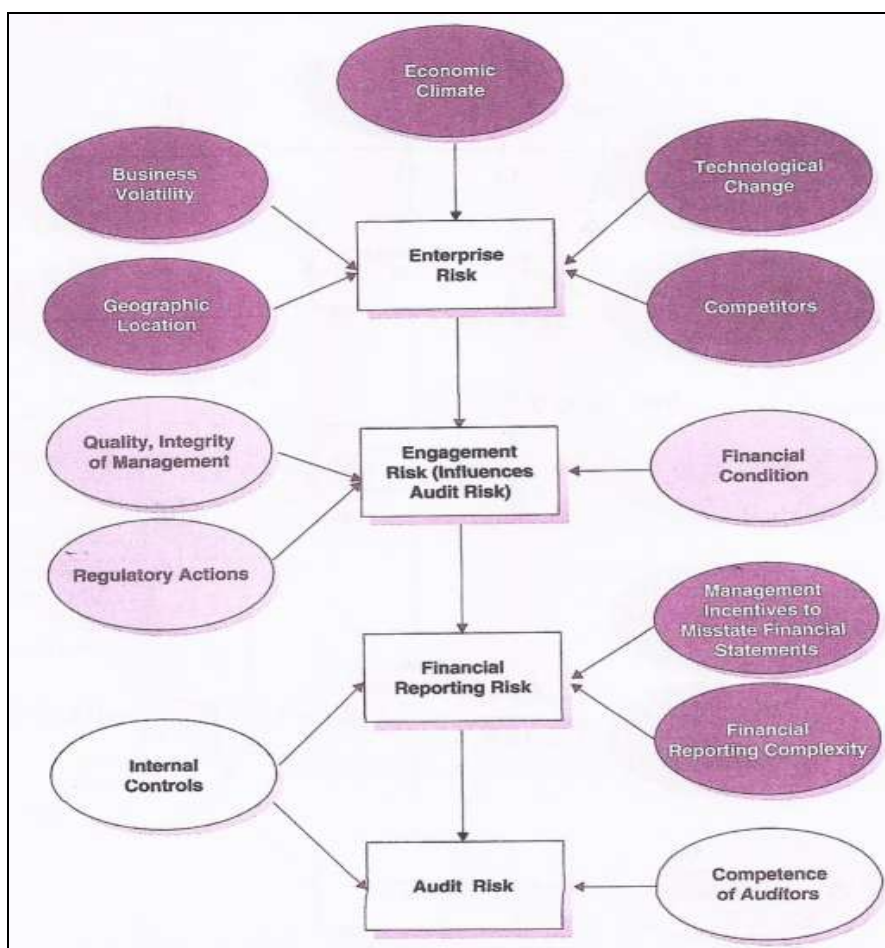 Economic
Climate
Business
Volatility
Technological
Change
Enterprise
Risk
Geographic
Location
Competitors
Quality, Integrity
of Management
Engagement
Risk (Influences
Audit Risk)
Financial
Condition
Regulatory Actions
Management
Incentives to
Misstate Financial
Statements
Financial
Reporting Risk
Financial
Reporting Complexity
Internal
Controls
Audit Risk
Competence
of Auditors